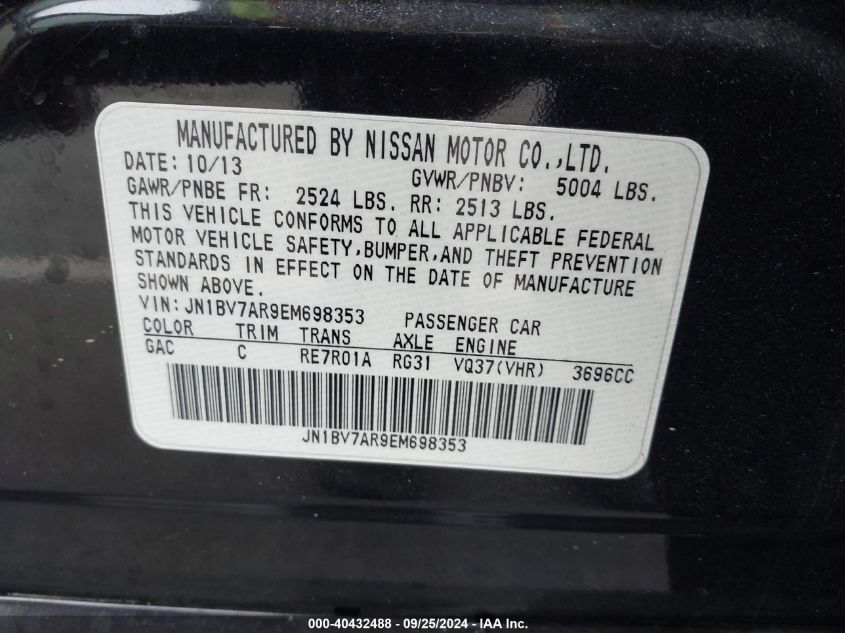 MANUFACTURED BY NISSAN MOTOR CO.,LTD.
DATE: 10/13 GVWR/PNBV: 5004 LBS.
GAWR/PNBE FR: 2524 LBS. RR: 2513 LBS.
THIS VEHICLE CONFORMS TO ALL APPLICABLE FEDERAL
MOTOR VEHICLE SAFETY,BUMPER,AND THEFT PREVENTION
STANDARDS IN EFFECT ON THE DATE OF MANUFACTURE
SHOWN ABOVE.
VIN:JN1BV7AR9EM698353 PASSENGER CAR
COLOR TRIM TRANS AXLE ENGINE
GAC C RE7R01A RG31 VQ37(VHR) 3696CC
JN1BV7AR9EM698353
000-40432488 - 09/25/2024 - IAA Inc.